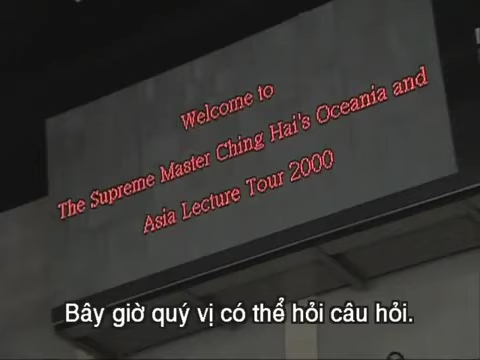 Welcome to
The Supreme Master Ching Hai's Oceania and
Asia Lecture Tour 2000
Bây giờ quý vị có thể hỏi câu hỏi.